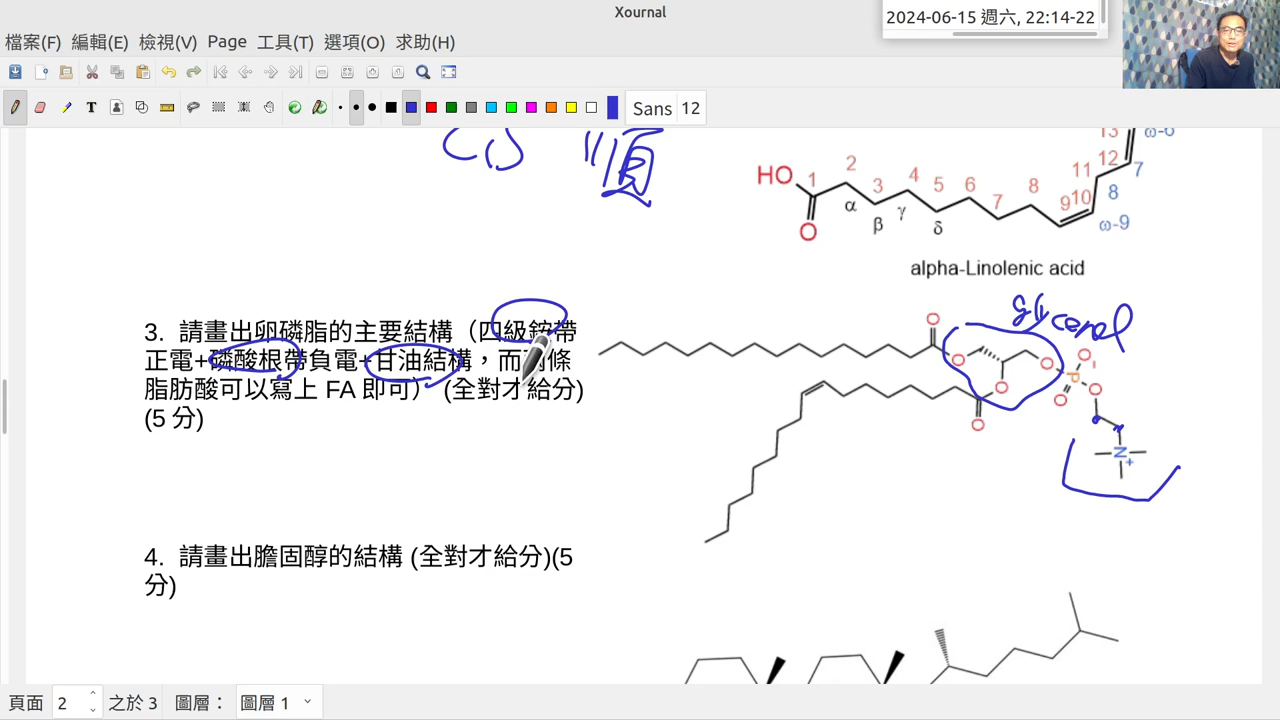 Xournal
2024-06-15 週六, 22:14-22
檔案(F) 編輯(E) 檢視(V) Page 工具(T) 選項(O) 求助(H)
T
Sans 12
(1) 順
13 ω-6
HO 1 2 3 4 5 6 7 8 9 10 11 12 7
α β γ δ 8
O ω-9
alpha-Linolenic acid
3. 請畫出卵磷脂的主要結構（四級銨帶
正電+磷酸根帶負電+甘油結構，而兩條
脂肪酸可以寫上 FA 即可） (全對才給分)
(5 分)
glycerol
O O O O⁻
O P O
O O
N+
4. 請畫出膽固醇的結構 (全對才給分)(5
分)
頁面 2 之於 3 圖層： 圖層 1